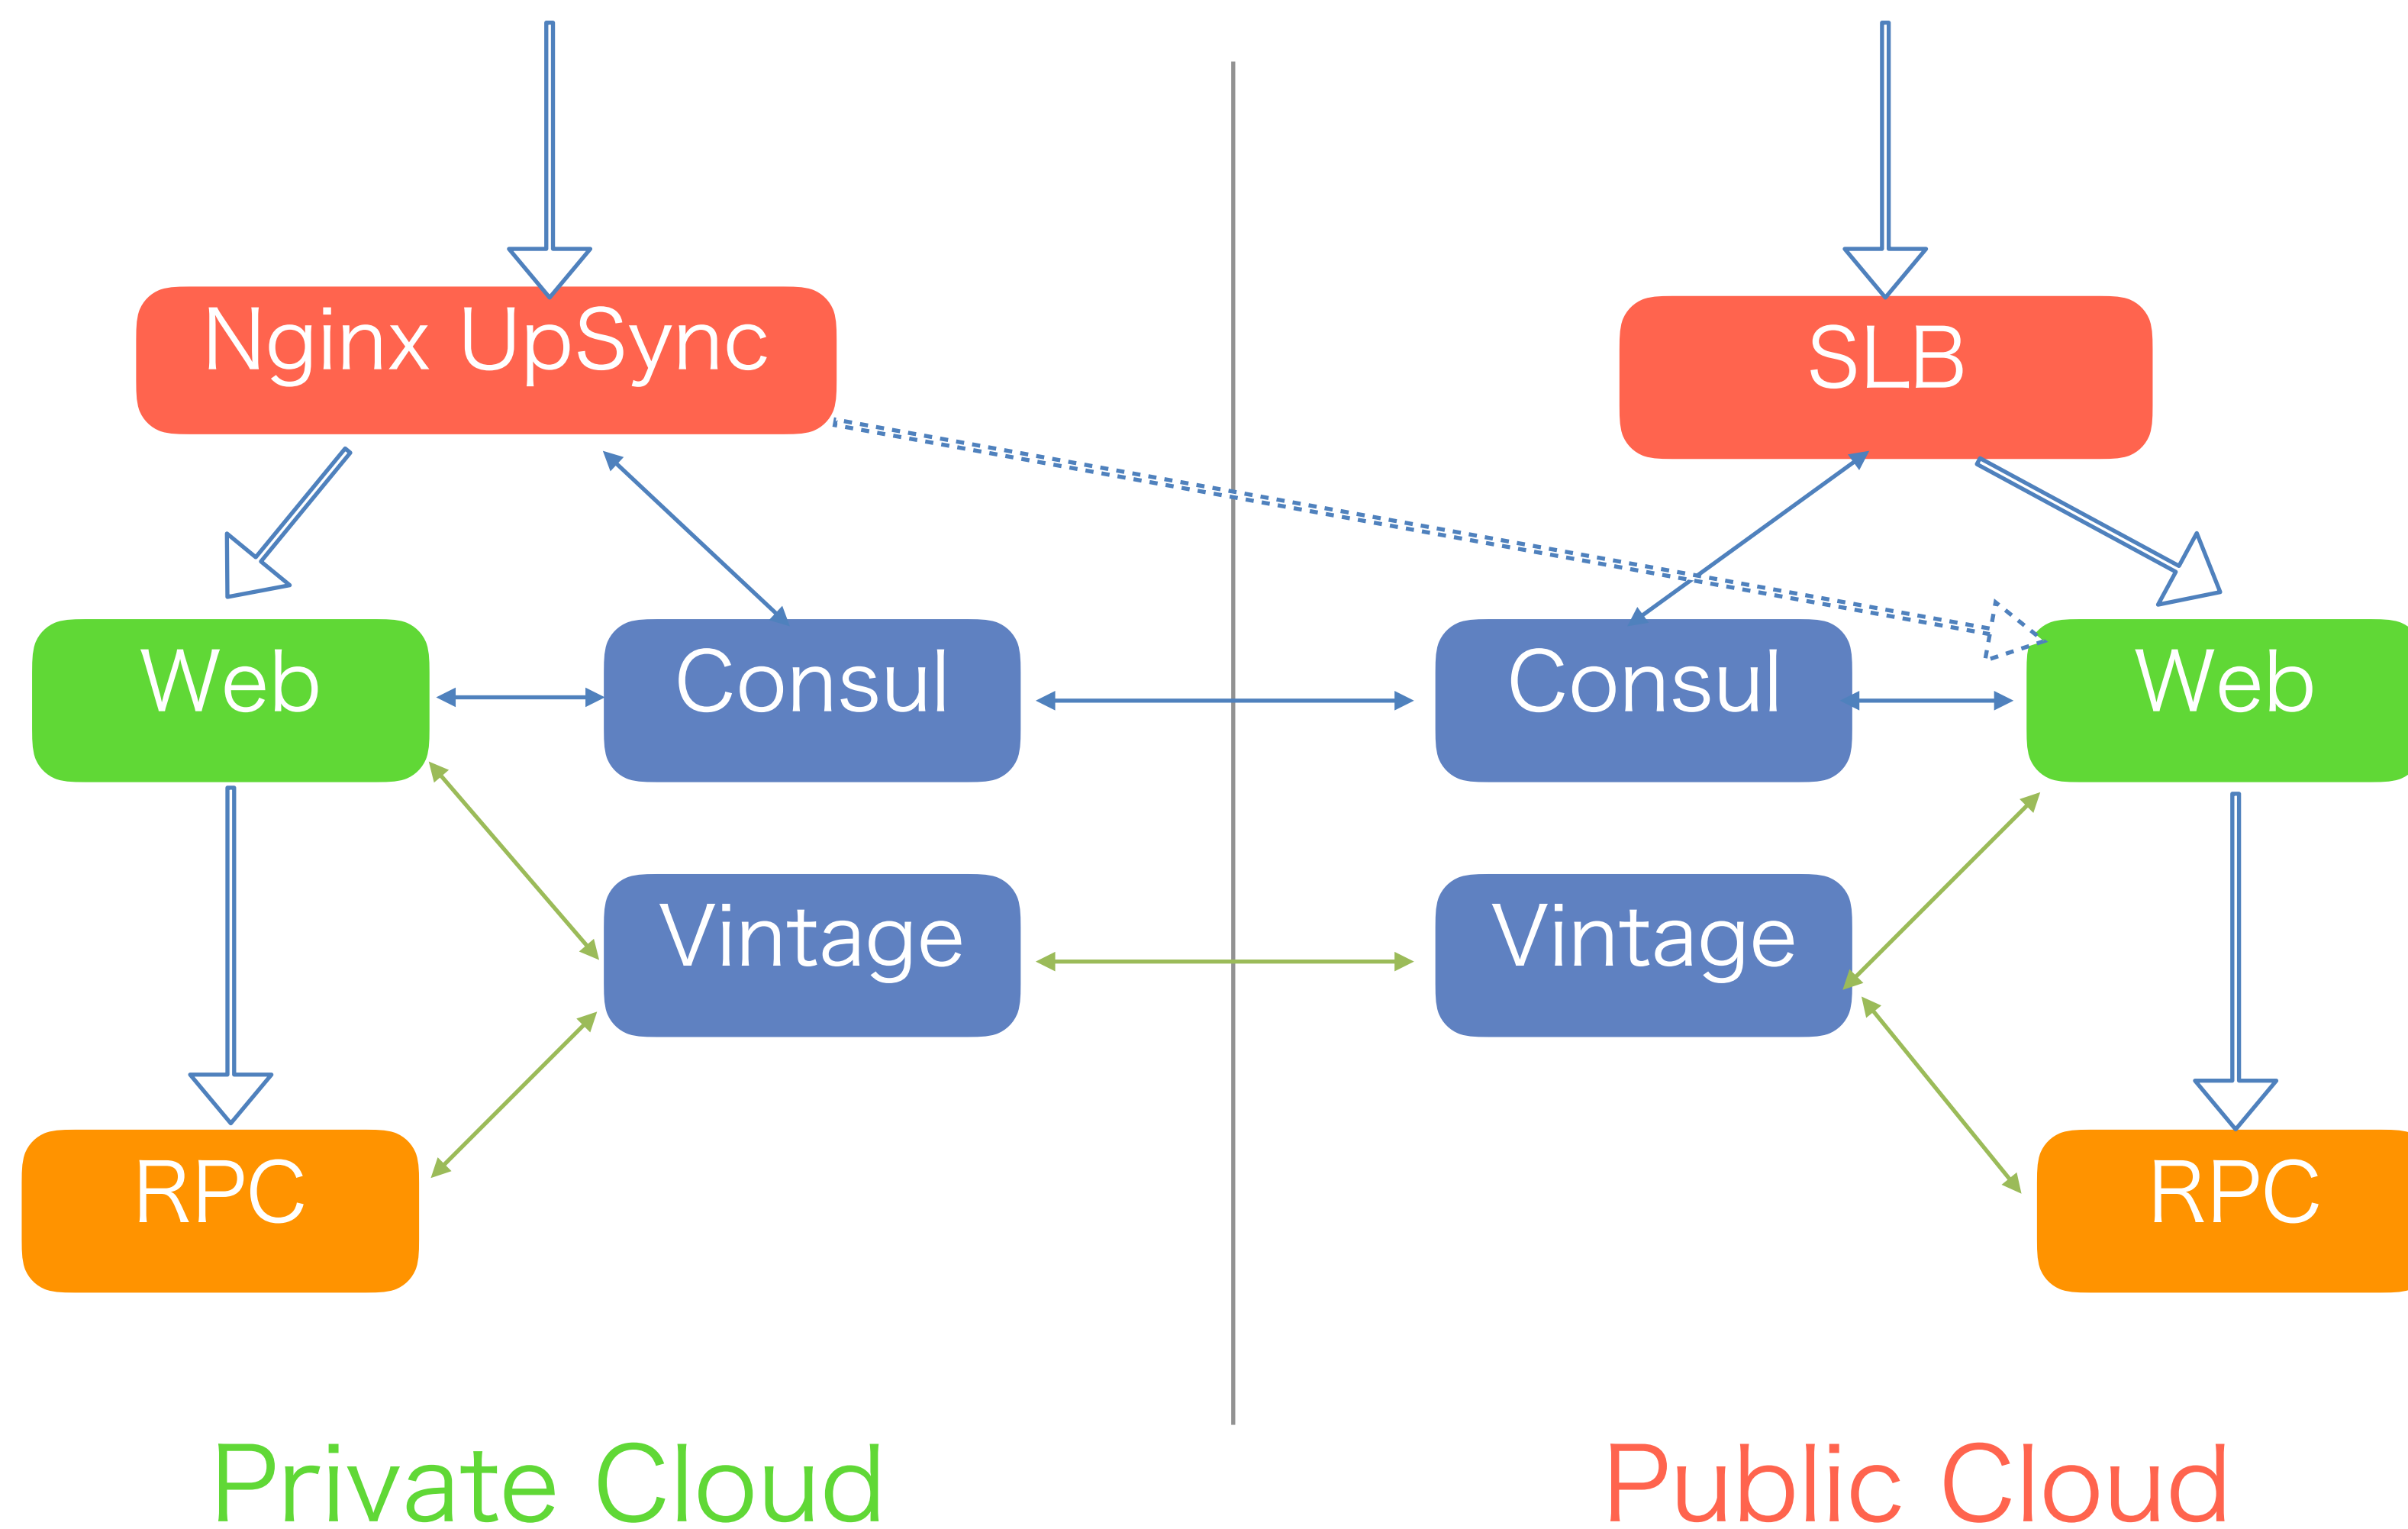 Nginx UpSync
SLB
Web
Consul
Consul
Web
Vintage
Vintage
RPC
RPC
Private Cloud
Public Cloud